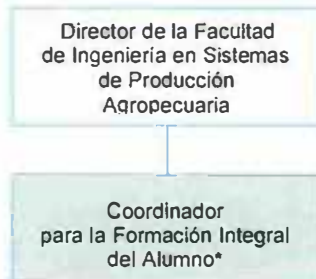 Director de la Facultad
de Ingeniería en Sistemas
de Producción
Agropecuaria
Coordinador
para la Formación Integral
del Alumno*